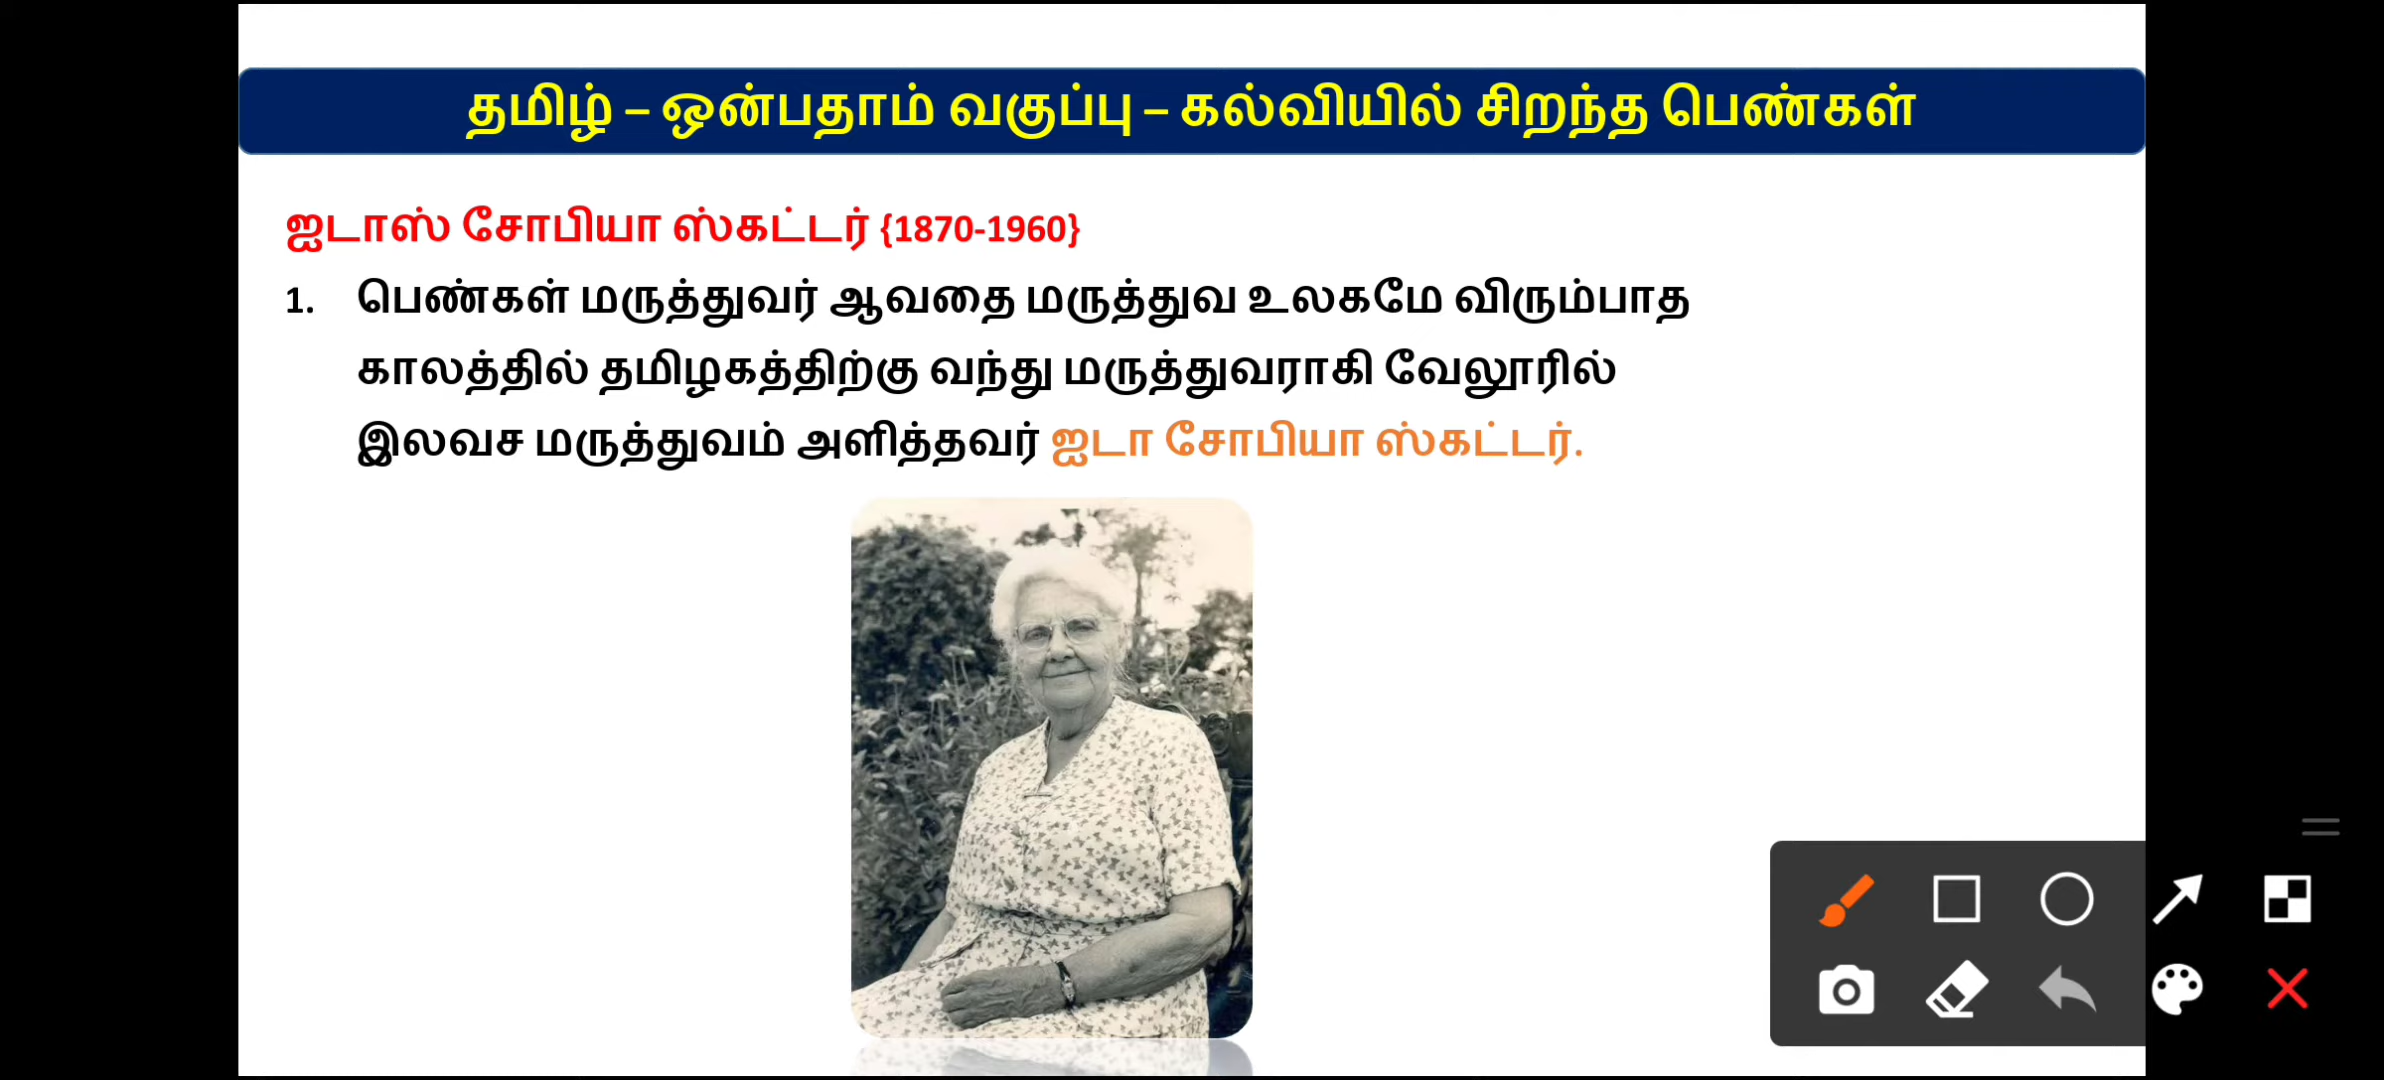 தமிழ் – ஒன்பதாம் வகுப்பு – கல்வியில் சிறந்த பெண்கள்
ஐடாஸ் சோபியா ஸ்கட்டர் {1870-1960}
1. பெண்கள் மருத்துவர் ஆவதை மருத்துவ உலகமே விரும்பாத
காலத்தில் தமிழகத்திற்கு வந்து மருத்துவராகி வேலூரில்
இலவச மருத்துவம் அளித்தவர் ஐடா சோபியா ஸ்கட்டர்.